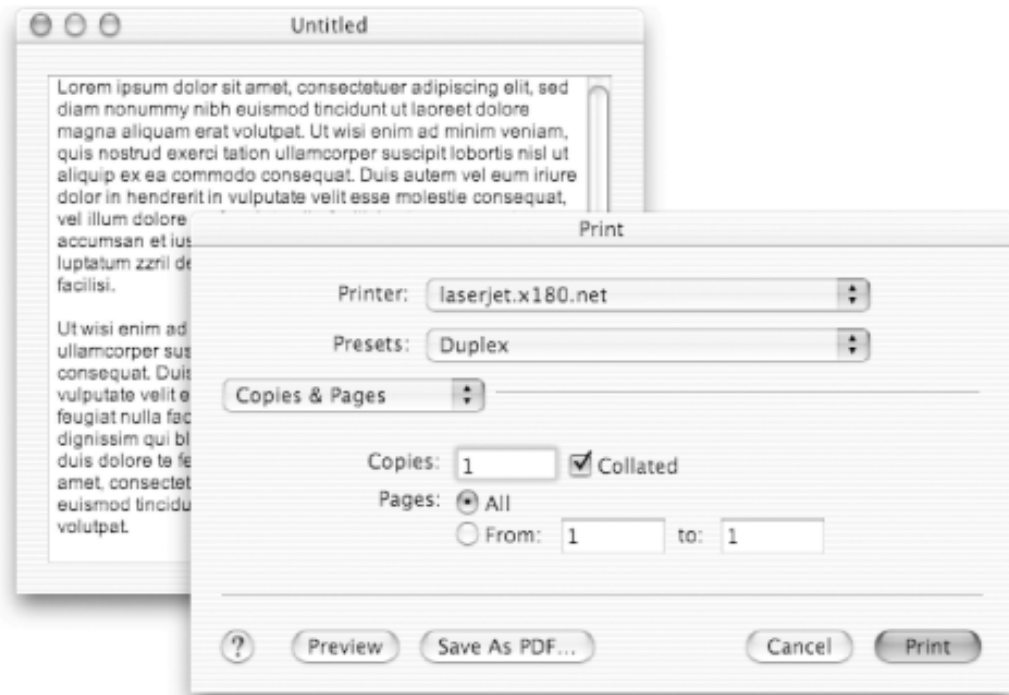 Untitled
Lorem ipsum dolor sit amet, consectetuer adipiscing elit, sed
diam nonummy nibh euismod tincidunt ut laoreet dolore
magna aliquam erat volutpat. Ut wisi enim ad minim veniam,
quis nostrud exerci tation ullamcorper suscipit lobortis nisl ut
aliquip ex ea commodo consequat. Duis autem vel eum iriure
dolor in hendrerit in vulputate velit esse molestie consequat,
vel illum dolore
accumsan et ius
luptatum zzril de
facilisi.
Ut wisi enim ad
ullamcorper sus
consequat. Duis
vulputate velit e
feugiat nulla fac
dignissim qui bl
duis dolore te fe
amet, consectet
euismod tincidu
volutpat.
Print
Printer: laserjet.x180.net
Presets: Duplex
Copies & Pages
Copies: 1 Collated
Pages: All
From: 1 to: 1
? Preview Save As PDF... Cancel Print